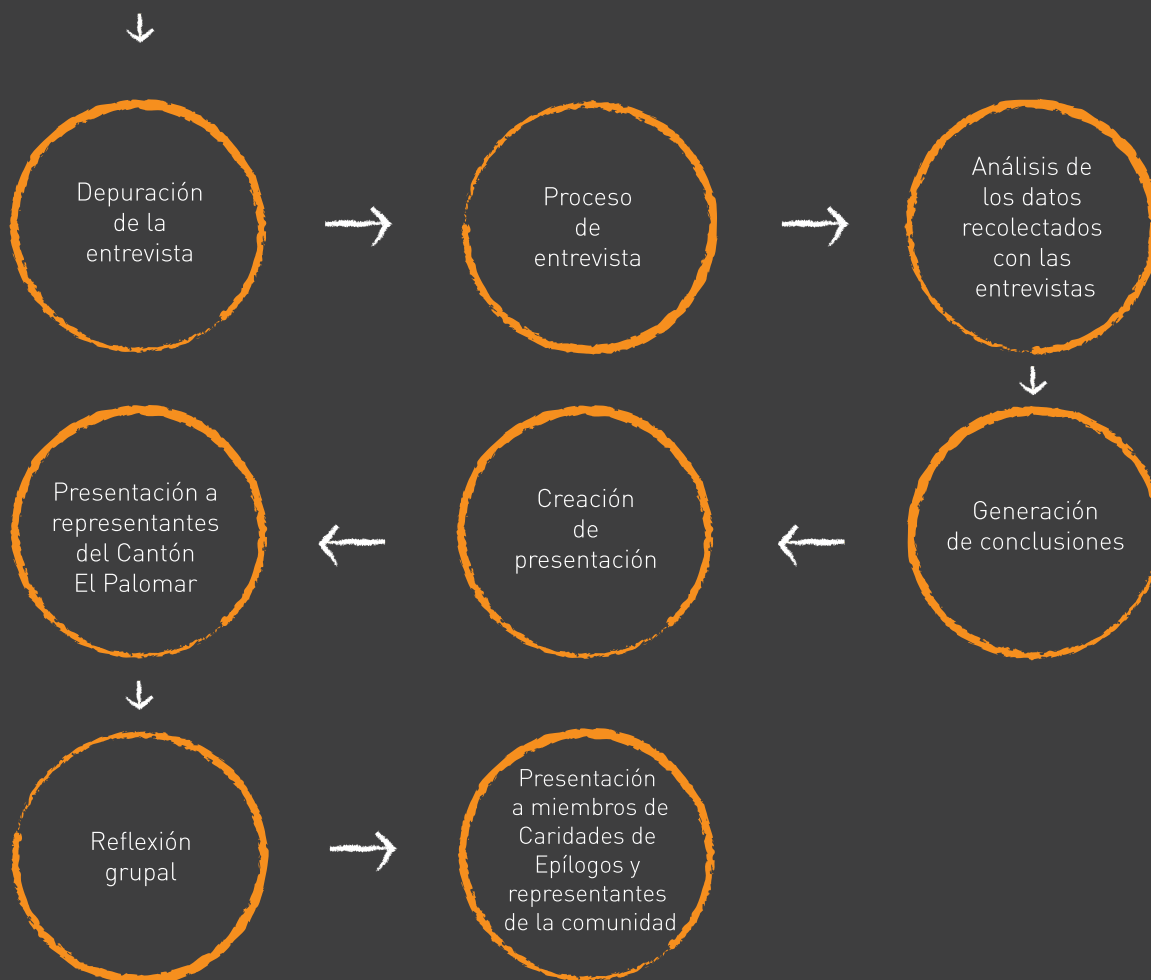 Depuración
de la
entrevista
Proceso
de
entrevista
Análisis de
los datos
recolectados
con las
entrevistas
Generación
de conclusiones
Creación
de
presentación
Presentación a
representantes
del Cantón
El Palomar
Reflexión
grupal
Presentación
a miembros de
Caridades de
Epílogos y
representantes
de la comunidad